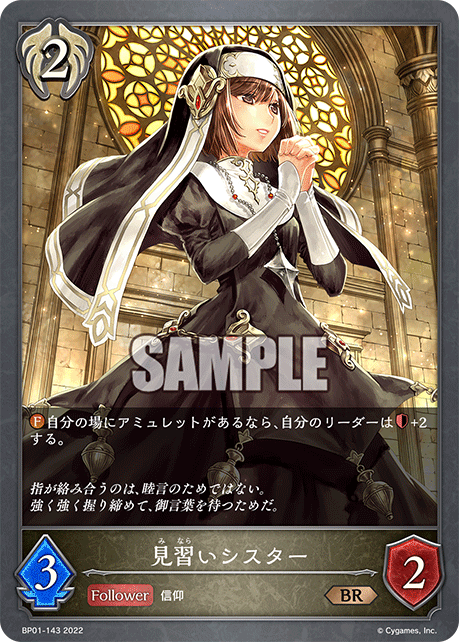 2
SAMPLE
F 自分の場にアミュレットがあるなら、自分のリーダーは+2
する。
指が絡み合うのは、睦言のためではない。
強く強く握り締めて、御言葉を待つためだ。
みなら
見習いシスター
3
Follower 信仰
BR
2
BP01-143 2022
© Cygames, Inc.